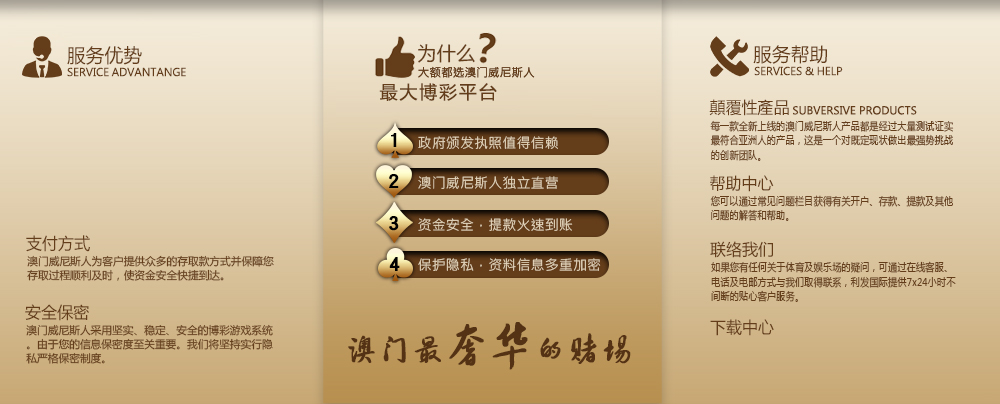 服务优势
SERVICE ADVANTANGE
支付方式
澳门威尼斯人为客户提供众多的存取款方式并保障您
存取过程顺利及时，使资金安全快捷到达。
安全保密
澳门威尼斯人采用坚实、稳定、安全的博彩游戏系统
。由于您的信息保密度至关重要。我们将坚持实行隐
私严格保密制度。
为什么?
大额都选澳门威尼斯人
最大博彩平台
1 政府颁发执照值得信赖
2 澳门威尼斯人独立直营
3 资金安全·提款火速到账
4 保护隐私·资料信息多重加密
澳门最奢华的赌场
服务帮助
SERVICES & HELP
顛覆性產品 SUBVERSIVE PRODUCTS
每一款全新上线的澳门威尼斯人产品都是经过大量测试证实
最符合亚洲人的产品，这是一个对既定现状做出最强势挑战
的创新团队。
帮助中心
您可以通过常见问题栏目获得有关开户、存款、提款及其他
问题的解答和帮助。
联络我们
如果您有任何关于体育及娱乐场的疑问，可通过在线客服、
电话及电邮方式与我们取得联系，利发国际提供7x24小时不
间断的贴心客户服务。
下载中心